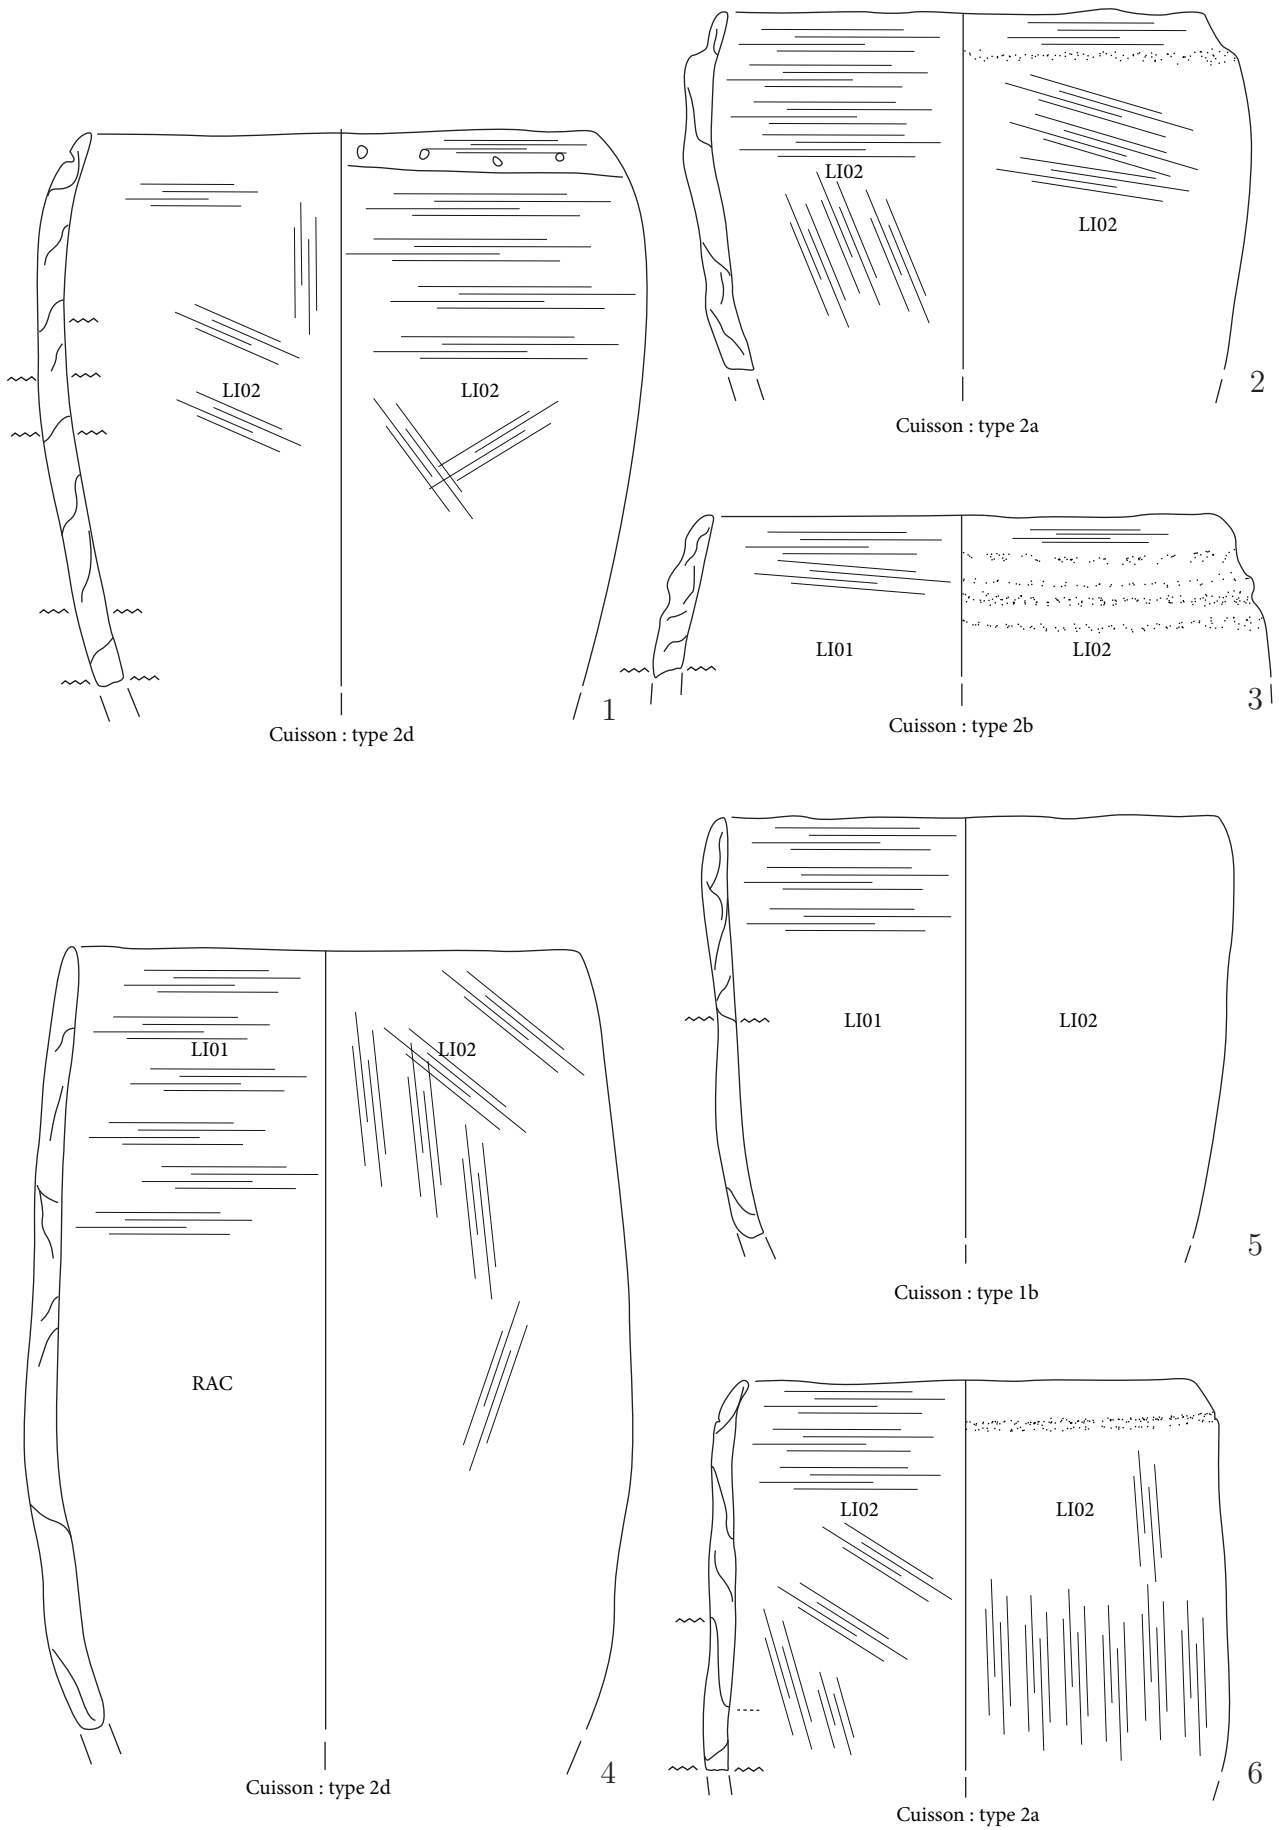 LI02
LI02
1
Cuisson : type 2d
LI02
LI02
2
Cuisson : type 2a
LI01
LI02
3
Cuisson : type 2b
LI01
LI02
RAC
4
Cuisson : type 2d
LI01
LI02
5
Cuisson : type 1b
LI02
LI02
6
Cuisson : type 2a